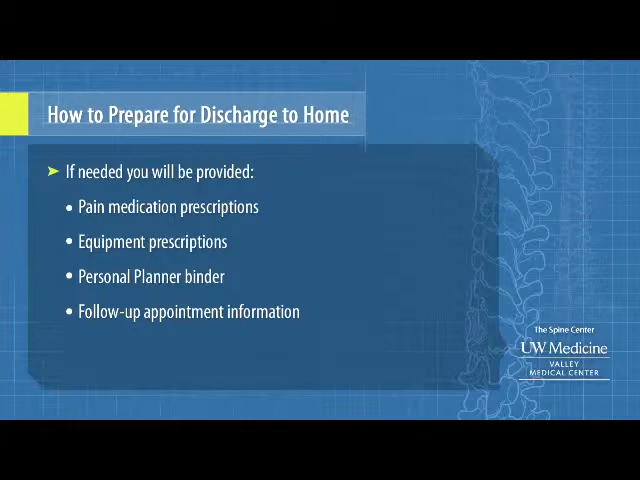 How to Prepare for Discharge to Home
➤ If needed you will be provided:
• Pain medication prescriptions
• Equipment prescriptions
• Personal Planner binder
• Follow-up appointment information
The Spine Center
UW Medicine
VALLEY
MEDICAL CENTER